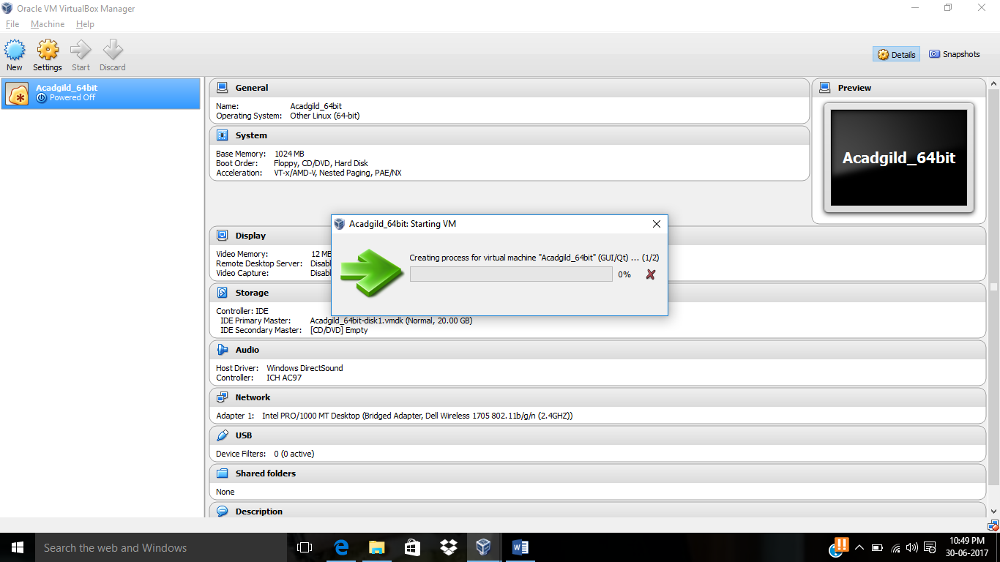 Oracle VM VirtualBox Manager
File Machine Help
New Settings Start Discard
Details Snapshots
Acadgild_64bit
Powered Off
General
Name: Acadgild_64bit
Operating System: Other Linux (64-bit)
System
Base Memory: 1024 MB
Boot Order: Floppy, CD/DVD, Hard Disk
Acceleration: VT-x/AMD-V, Nested Paging, PAE/NX
Preview
Acadgild_64bit
Display
Video Memory: 12 MB
Remote Desktop Server: Disabl
Video Capture: Disabl
Acadgild_64bit: Starting VM
Creating process for virtual machine "Acadgild_64bit" (GUI/Qt) ... (1/2)
0%
Storage
Controller: IDE
IDE Primary Master: Acadgild_64bit-disk1.vmdk (Normal, 20.00 GB)
IDE Secondary Master: [CD/DVD] Empty
Audio
Host Driver: Windows DirectSound
Controller: ICH AC97
Network
Adapter 1: Intel PRO/1000 MT Desktop (Bridged Adapter, Dell Wireless 1705 802.11b/g/n (2.4GHZ))
USB
Device Filters: 0 (0 active)
Shared folders
None
Description
Search the web and Windows
10:49 PM
30-06-2017